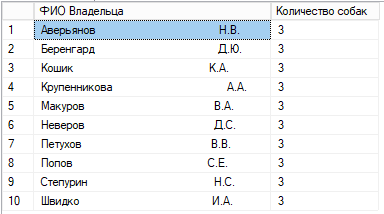 ФИО Владельца Количество собак
1 Аверьянов Н.В. 3
2 Беренгард Д.Ю. 3
3 Кошик К.А. 3
4 Крупенникова А.А. 3
5 Макуров В.А. 3
6 Неверов Д.С. 3
7 Петухов В.В. 3
8 Попов С.Е. 3
9 Степурин Н.С. 3
10 Швидко И.А. 3